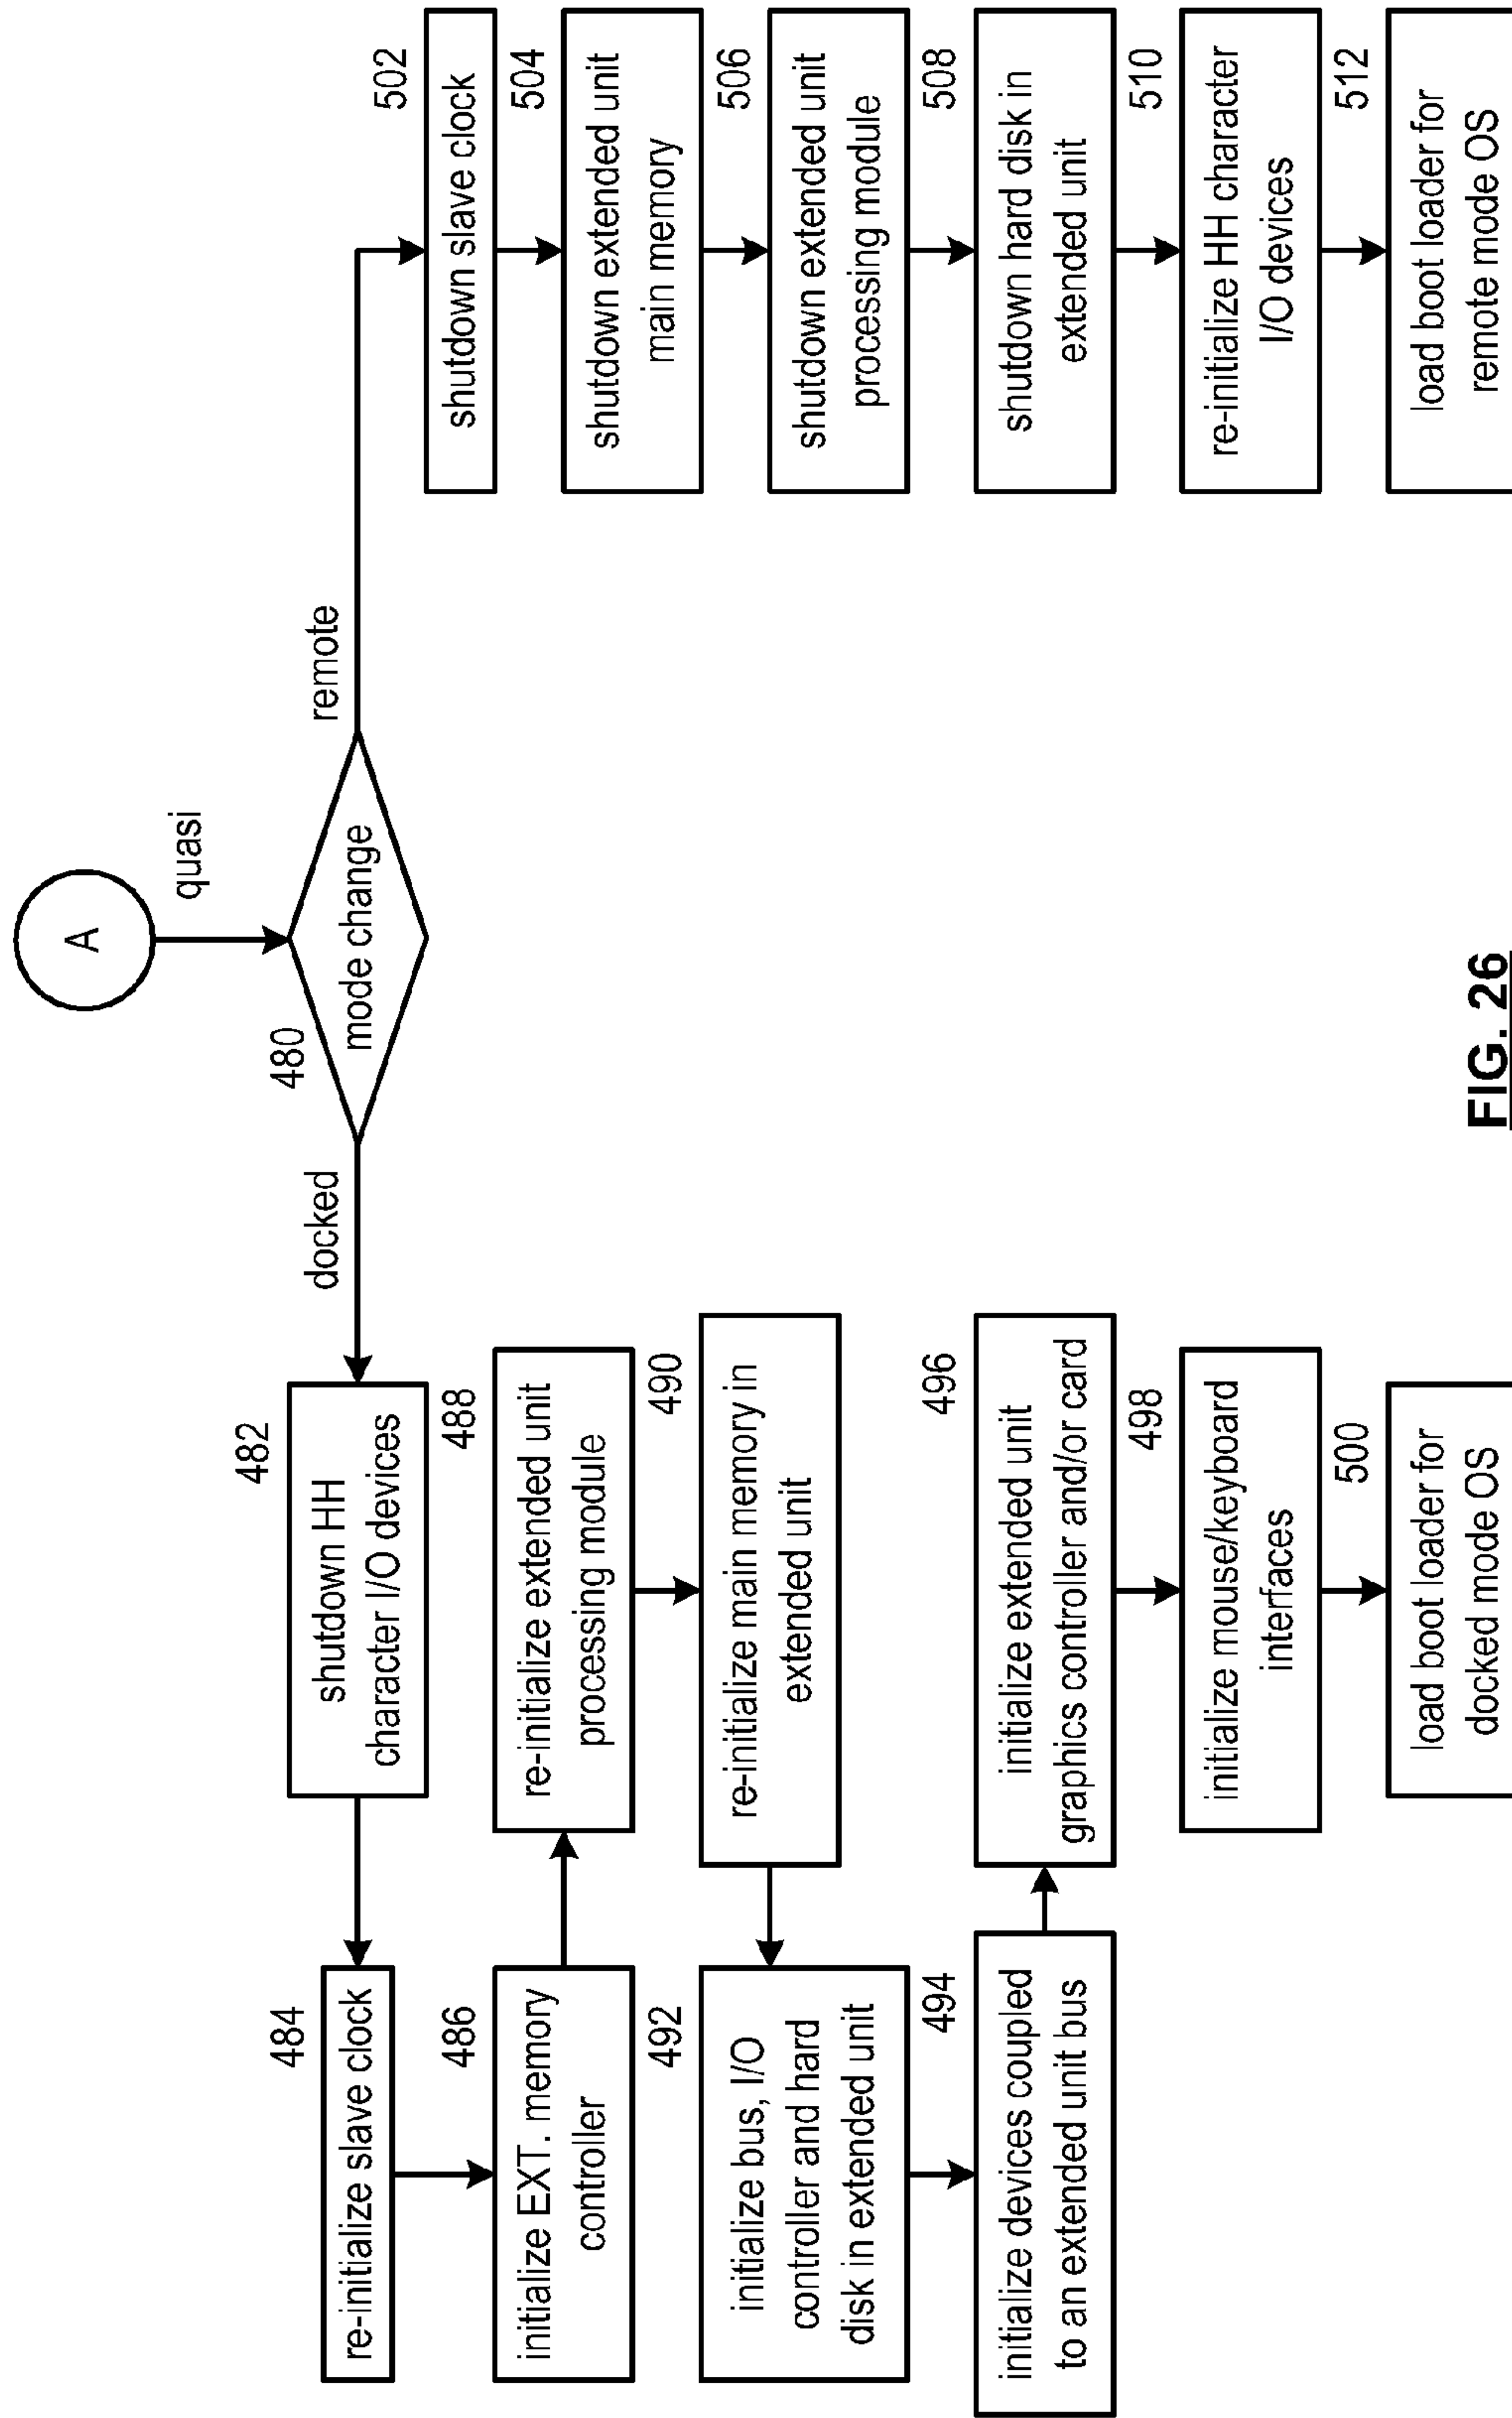 A
quasi
480
mode change
docked
remote
482
shutdown HH
character I/O devices
484
re-initialize slave clock
486
initialize EXT. memory
controller
488
re-initialize extended unit
processing module
490
re-initialize main memory in
extended unit
492
initialize bus, I/O
controller and hard
disk in extended unit
494
initialize devices coupled
to an extended unit bus
496
initialize extended unit
graphics controller and/or card
498
initialize mouse/keyboard
interfaces
500
load boot loader for
docked mode OS
502
shutdown slave clock
504
shutdown extended unit
main memory
506
shutdown extended unit
processing module
508
shutdown hard disk in
extended unit
510
re-initialize HH character
I/O devices
512
load boot loader for
remote mode OS
FIG. 26